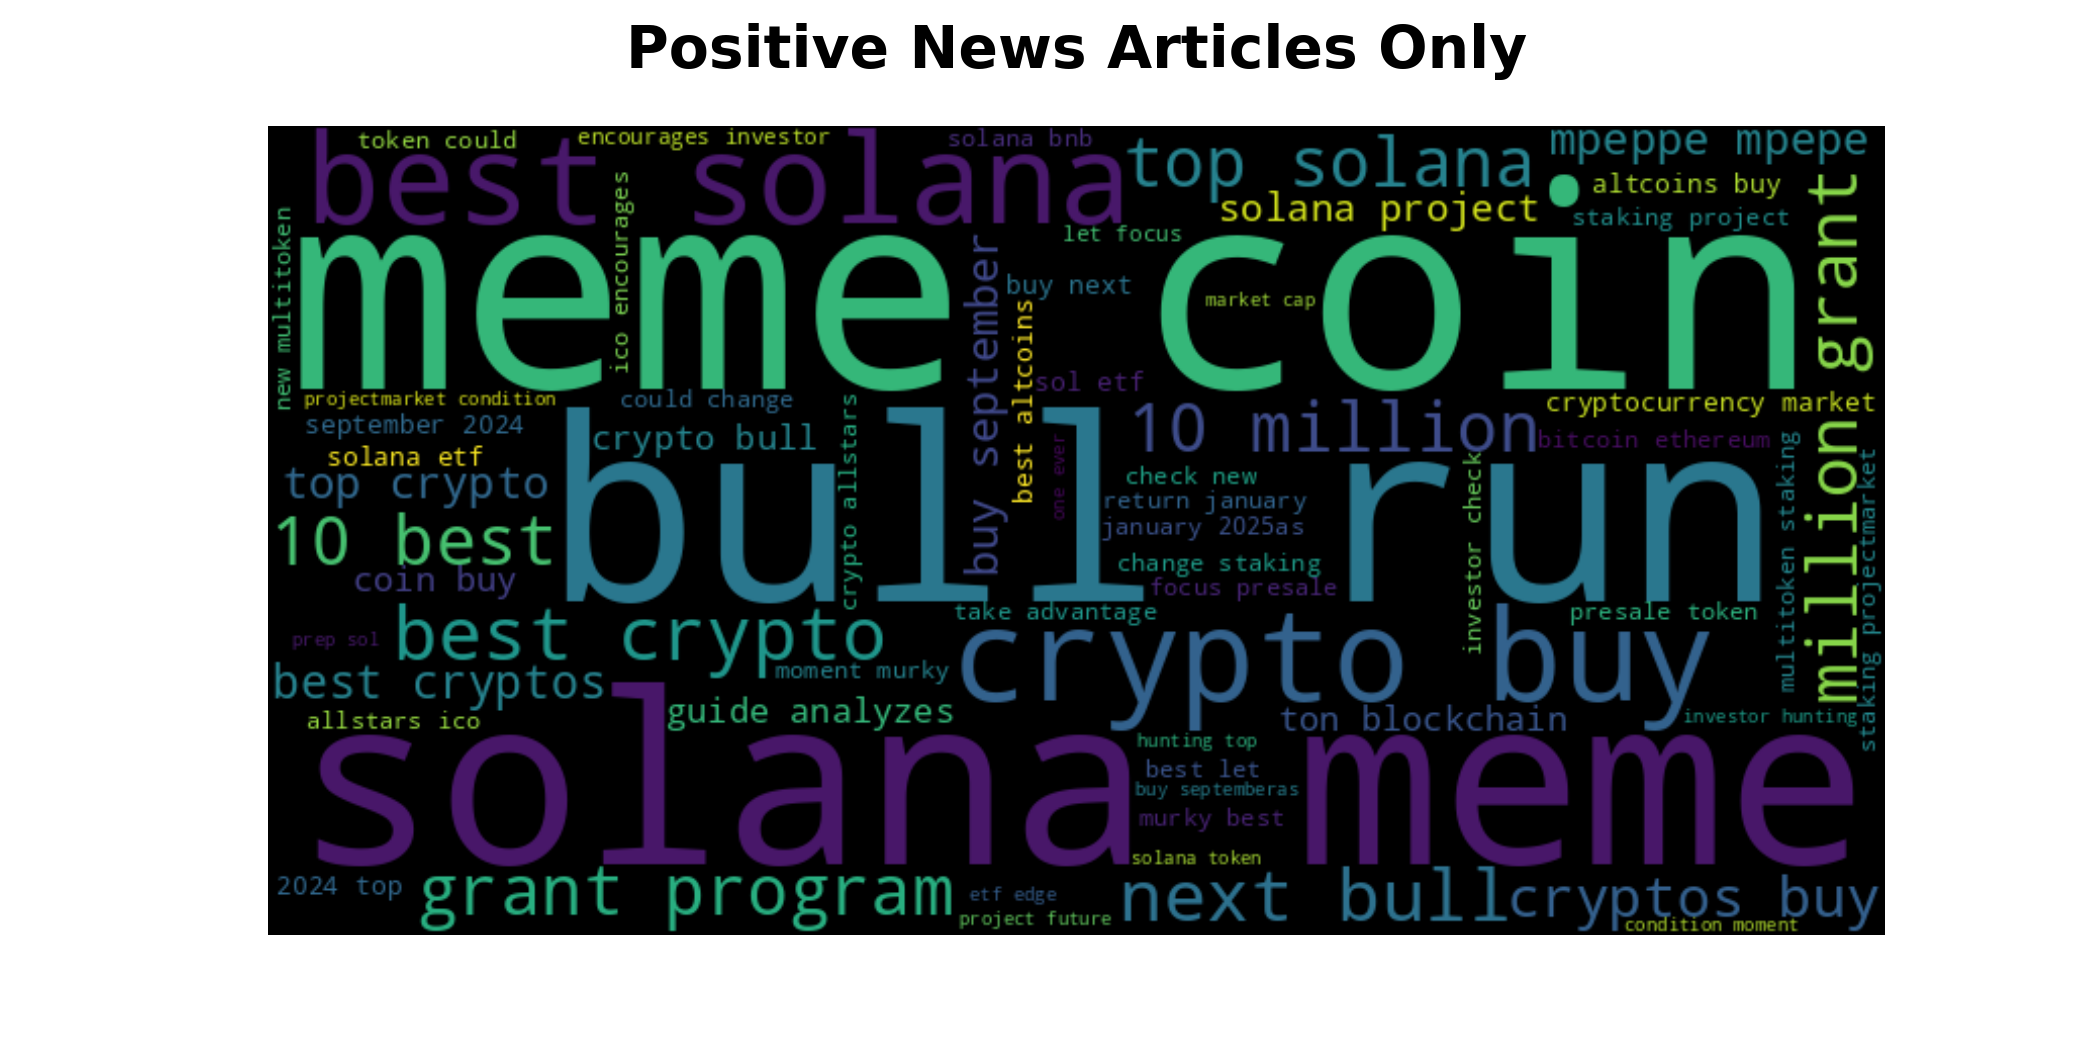 Positive News Articles Only
token could
encourages investor
solana bnb
best solana
top solana
mpeppe mpepe
altcoins buy
solana project
staking project
million grant
new multitoken
ico encourages
let focus
meme coin
buy next
market cap
buy september
best altcoins
sol etf
projectmarket condition
could change
september 2024
10 million
cryptocurrency market
crypto bull
bitcoin ethereum
solana etf
top crypto
crypto allstars
bull run
one ever
check new
return january
january 2025as
investor check
multitoken staking
staking projectmarket
10 best
coin buy
change staking
focus presale
take advantage
presale token
prep sol
best crypto
crypto buy
moment murky
best cryptos
allstars ico
guide analyzes
ton blockchain
investor hunting
solana meme
hunting top
best let
buy septemberas
murky best
solana token
2024 top
grant program
etf edge
project future
next bull
cryptos buy
condition moment